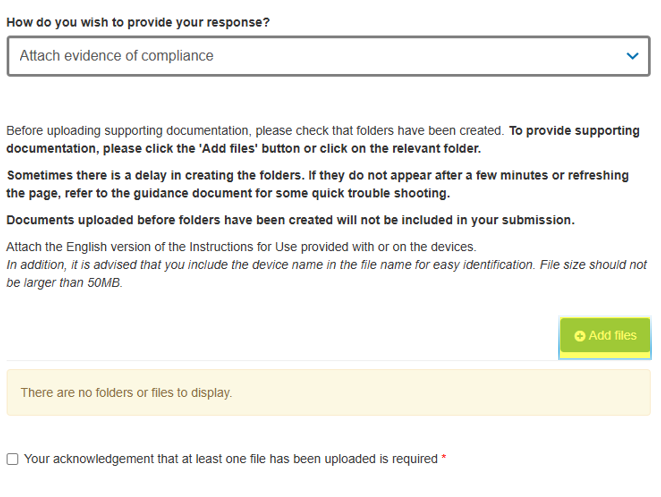 How do you wish to provide your response?
Attach evidence of compliance
Before uploading supporting documentation, please check that folders have been created. To provide supporting
documentation, please click the 'Add files' button or click on the relevant folder.
Sometimes there is a delay in creating the folders. If they do not appear after a few minutes or refreshing
the page, refer to the guidance document for some quick trouble shooting.
Documents uploaded before folders have been created will not be included in your submission.
Attach the English version of the Instructions for Use provided with or on the devices.
In addition, it is advised that you include the device name in the file name for easy identification. File size should not
be larger than 50MB.
Add files
There are no folders or files to display.
Your acknowledgement that at least one file has been uploaded is required *